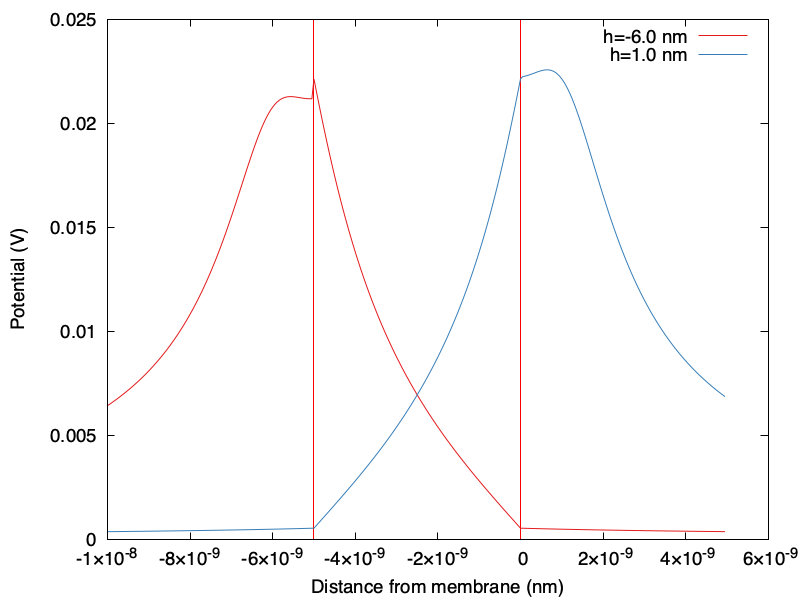 0.025
h=-6.0 nm
h=1.0 nm
0.02
0.015
Potential (V)
0.01
0.005
0
-1×10⁻⁸ -8×10⁻⁹ -6×10⁻⁹ -4×10⁻⁹ -2×10⁻⁹ 0 2×10⁻⁹ 4×10⁻⁹ 6×10⁻⁹
Distance from membrane (nm)